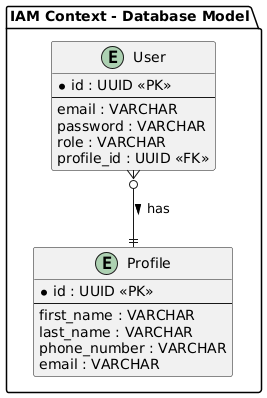 IAM Context - Database Model
E User
* id : UUID «PK»
email : VARCHAR
password : VARCHAR
role : VARCHAR
profile_id : UUID «FK»
has
E Profile
* id : UUID «PK»
first_name : VARCHAR
last_name : VARCHAR
phone_number : VARCHAR
email : VARCHAR